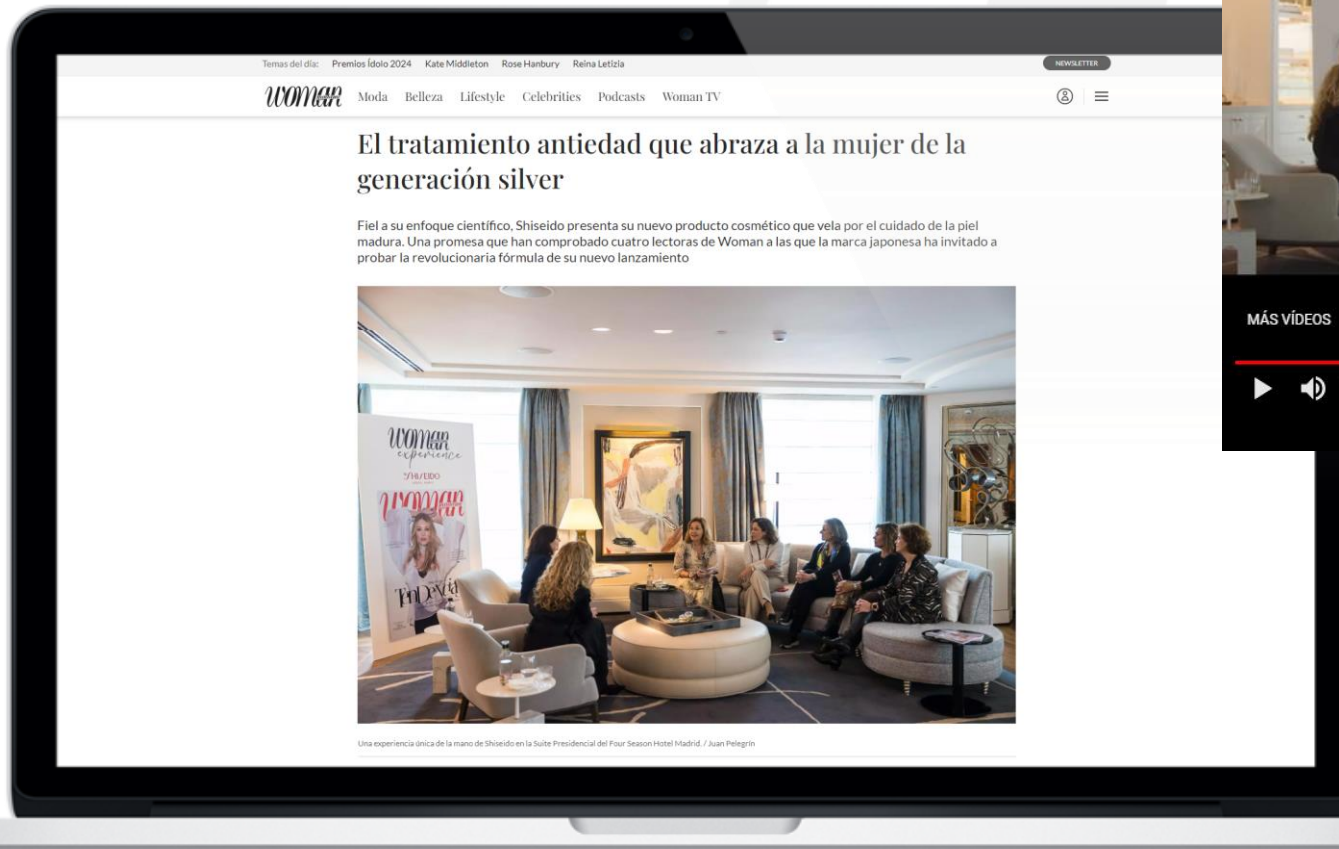 Temas del día: Premios Ídolo 2024 Kate Middleton Rose Hanbury Reina Letizia
NEWSLETTER
WOMAN Moda Belleza Lifestyle Celebrities Podcasts Woman TV
El tratamiento antiedad que abraza a la mujer de la
generación silver
Fiel a su enfoque científico, Shiseido presenta su nuevo producto cosmético que vela por el cuidado de la piel
madura. Una promesa que han comprobado cuatro lectoras de Woman a las que la marca japonesa ha invitado a
probar la revolucionaria fórmula de su nuevo lanzamiento
woman
experience
SHISEIDO
woman
TenDeNcia
Una experiencia única de la mano de Shiseido en la Suite Presidencial del Four Season Hotel Madrid. / Juan Pelegrín
MÁS VÍDEOS